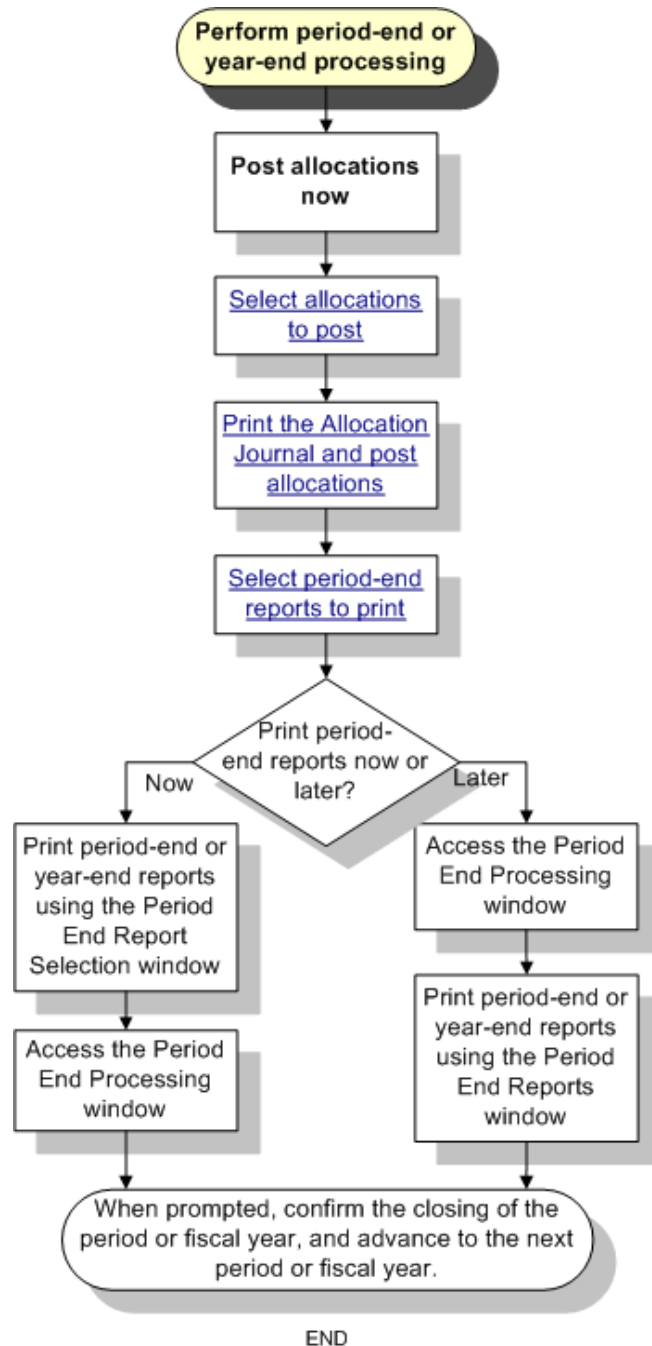 Perform period-end or
year-end processing
Post allocations
now
Select allocations
to post
Print the Allocation
Journal and post
allocations
Select period-end
reports to print
Print period-
end reports now or
later?
Now
Later
Print period-end or
year-end reports
using the Period
End Report
Selection window
Access the Period
End Processing
window
Access the Period
End Processing
window
Print period-end or
year-end reports
using the Period
End Reports
window
When prompted, confirm the closing of the
period or fiscal year, and advance to the next
period or fiscal year.
END